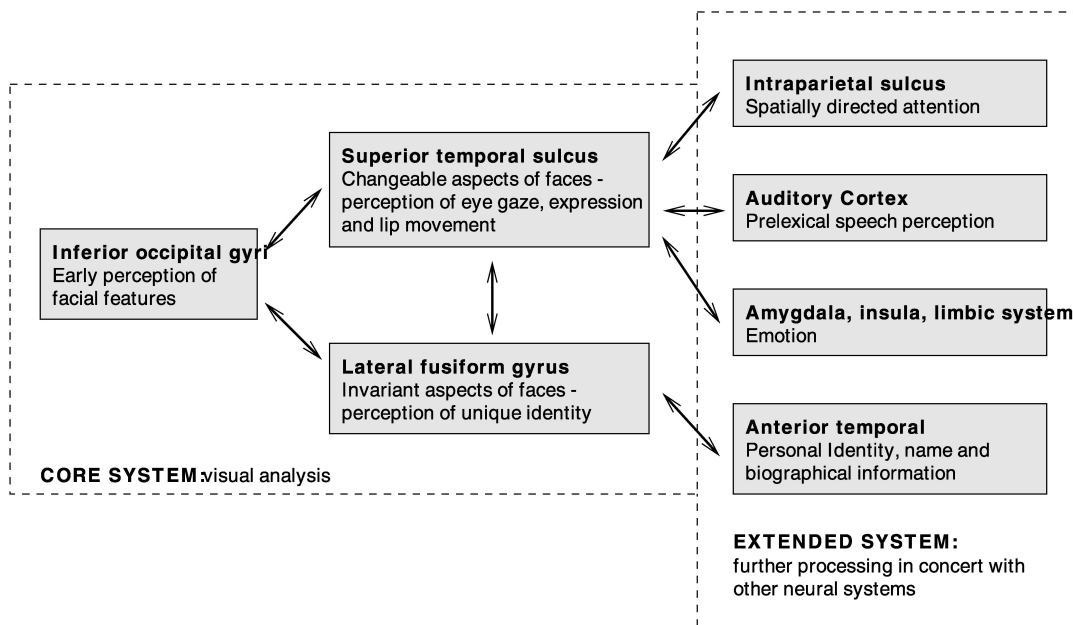 Inferior occipital gyri
Early perception of
facial features
Superior temporal sulcus
Changeable aspects of faces -
perception of eye gaze, expression
and lip movement
Lateral fusiform gyrus
Invariant aspects of faces -
perception of unique identity
CORE SYSTEM:visual analysis
Intraparietal sulcus
Spatially directed attention
Auditory Cortex
Prelexical speech perception
Amygdala, insula, limbic system
Emotion
Anterior temporal
Personal Identity, name and
biographical information
EXTENDED SYSTEM:
further processing in concert with
other neural systems